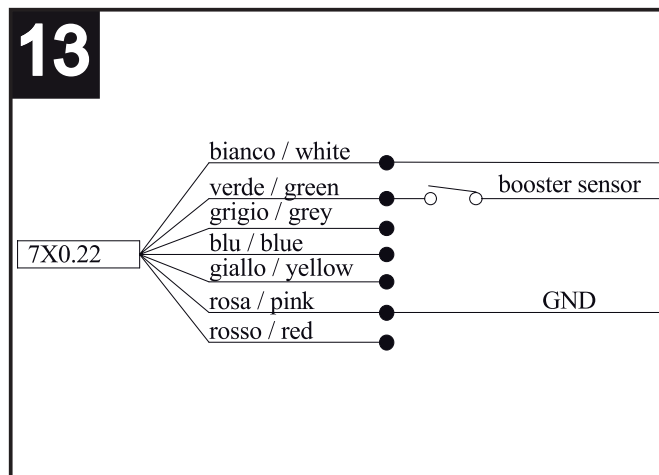 13
bianco / white
verde / green
booster sensor
grigio / grey
blu / blue
7X0.22
giallo / yellow
rosa / pink
GND
rosso / red